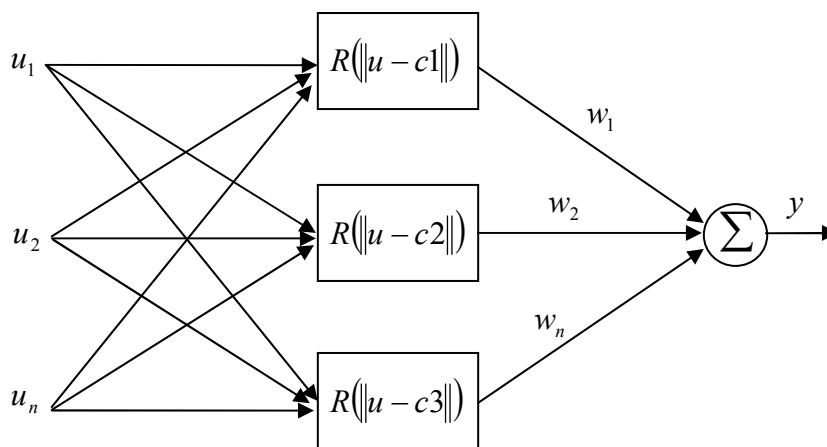 u₁
R(‖u − c1‖)
w₁
u₂
R(‖u − c2‖)
w₂
∑
y
uₙ
R(‖u − c3‖)
wₙ